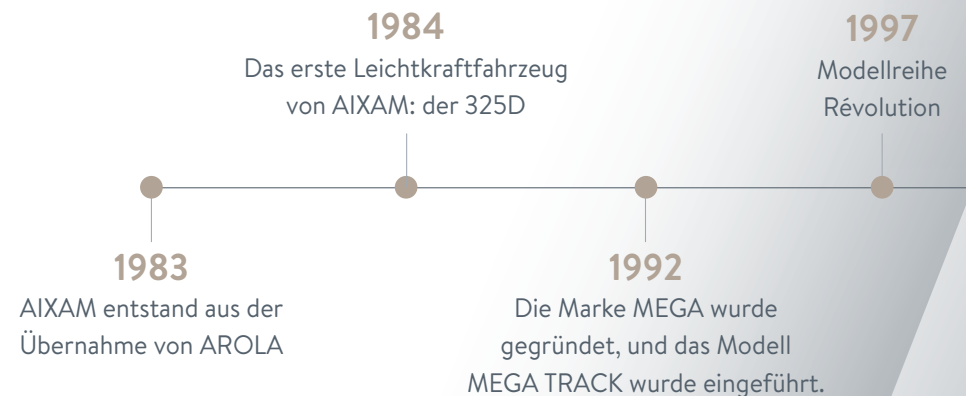 1984
Das erste Leichtkraftfahrzeug
von AIXAM: der 325D
1997
Modellreihe
Révolution
1983
AIXAM entstand aus der
Übernahme von AROLA
1992
Die Marke MEGA wurde
gegründet, und das Modell
MEGA TRACK wurde eingeführt.